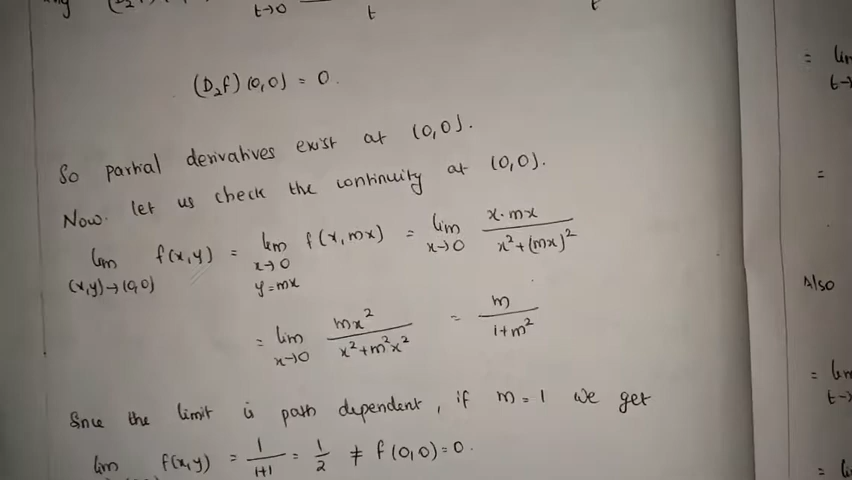 t→0 t t
(D₂f)(0,0) = 0.
So partial derivatives exist at (0,0).
Now. let us check the continuity at (0,0).
lim f(x,y) = lim f(x,mx) = lim x·mx / x²+(mx)²
(x,y)→(0,0) x→0 x→0
y=mx
= lim mx² / x²+m²x² = m / 1+m²
x→0
Since the limit is path dependent, if m=1 we get
lim f(x,y) = 1/1+1 = 1/2 ≠ f(0,0)=0.
=
t→
=
Also
=
t→
=